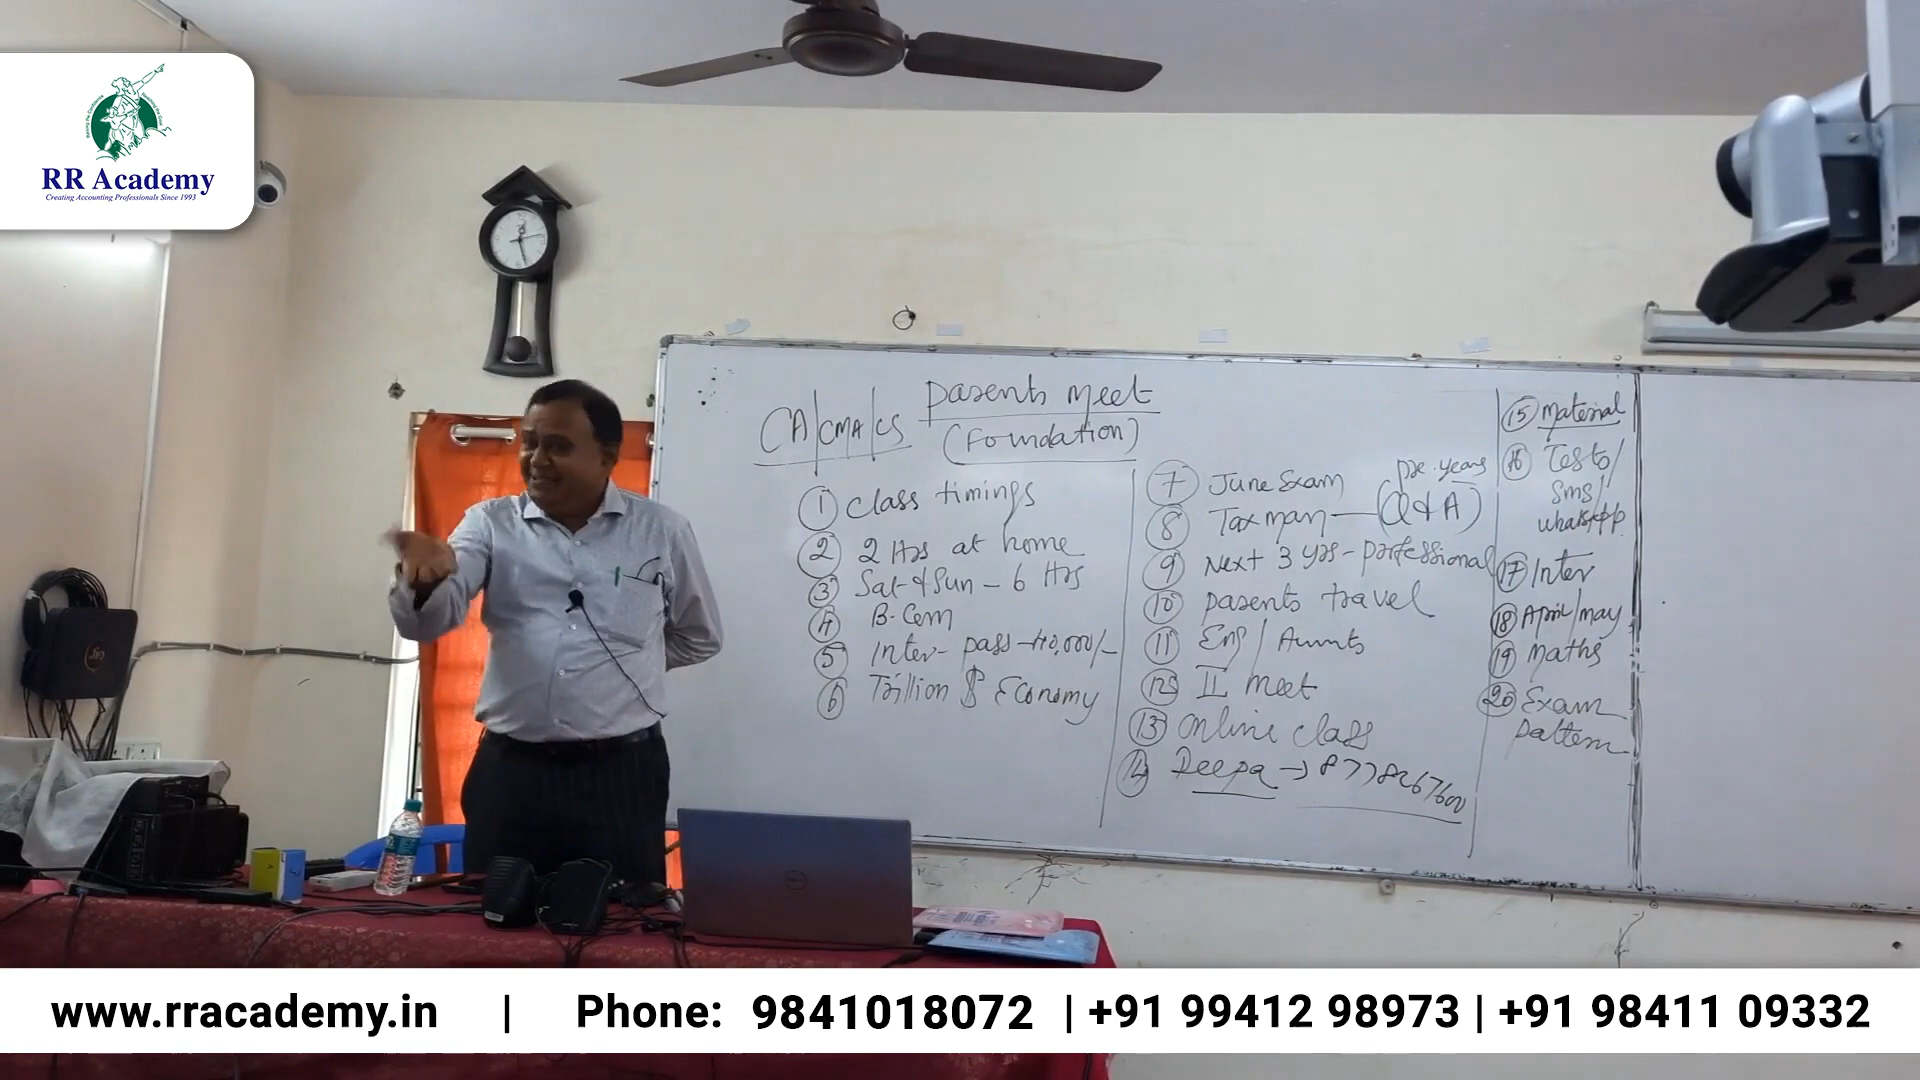 RR Academy
Creating Accounting Professionals Since 1993
CA/CMA/CS Parents Meet
(Foundation)
① Class timings
② 2 Hrs at home
③ Sat & Sun - 6 Hrs
④ B.Com
⑤ Inter- pass -40,000/-
⑥ Trillion $ Economy
⑦ June Exam
⑧ Taxman — (Q & A) pre. years
⑨ Next 3 yrs - professional
⑩ parents travel
⑪ Eng / Accounts
⑫ II Meet
⑬ Online class
⑭ Deepa → 8778267600
⑮ Material
⑯ Tests/
Sms/
Whatsapp
⑰ Inter
⑱ April/May
⑲ Maths
⑳ Exam
pattern
www.rracademy.in | Phone: 9841018072 | +91 99412 98973 | +91 98411 09332